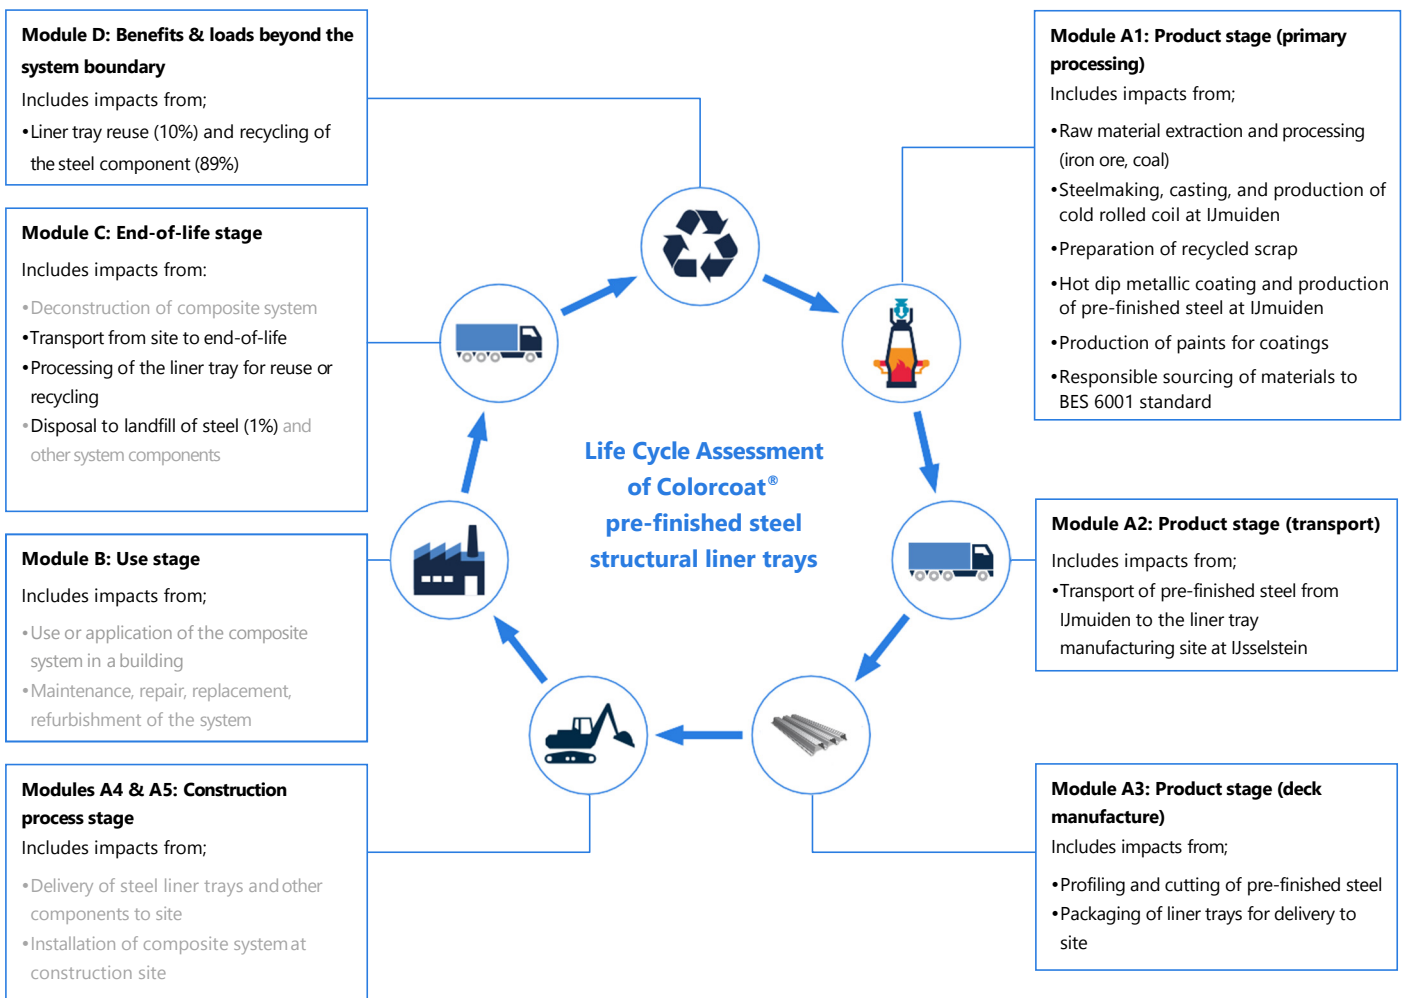 Module D: Benefits & loads beyond the
system boundary
Includes impacts from;
•Liner tray reuse (10%) and recycling of
the steel component (89%)
Module C: End-of-life stage
Includes impacts from:
•Deconstruction of composite system
•Transport from site to end-of-life
•Processing of the liner tray for reuse or
recycling
•Disposal to landfill of steel (1%) and
other system components
Module B: Use stage
Includes impacts from;
•Use or application of the composite
system in a building
•Maintenance, repair, replacement,
refurbishment of the system
Modules A4 & A5: Construction
process stage
Includes impacts from;
•Delivery of steel liner trays and other
components to site
•Installation of composite system at
construction site
Life Cycle Assessment
of Colorcoat®
pre-finished steel
structural liner trays
Module A1: Product stage (primary
processing)
Includes impacts from;
•Raw material extraction and processing
(iron ore, coal)
•Steelmaking, casting, and production of
cold rolled coil at IJmuiden
•Preparation of recycled scrap
•Hot dip metallic coating and production
of pre-finished steel at IJmuiden
•Production of paints for coatings
•Responsible sourcing of materials to
BES 6001 standard
Module A2: Product stage (transport)
Includes impacts from;
•Transport of pre-finished steel from
IJmuiden to the liner tray
manufacturing site at IJsselstein
Module A3: Product stage (deck
manufacture)
Includes impacts from;
•Profiling and cutting of pre-finished steel
•Packaging of liner trays for delivery to
site